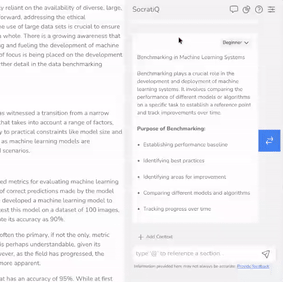 y reliant on the availability of diverse, large,
forward, addressing the ethical
e use of large data sets is crucial to ensure
whole. There is a growing awareness that
g and fueling the development of machine
of focus is being placed on the development
ther detail in the data benchmarking
as witnessed a transition from a narrow
that takes into account a range of factors,
to practical constraints like model size and
as machine learning models are
scenarios.
ed metrics for evaluating machine learning
of correct predictions made by the model
developed a machine learning model to
est this model on a dataset of 100 images,
te its accuracy as 90%.
often the primary, if not the only, metric
is perhaps understandable, given its
ever, as the field has progressed, the
more apparent.
hat has an accuracy of 95%. While at first
SocratiQ
Beginner
Benchmarking in Machine Learning Systems
Benchmarking plays a crucial role in the
development and deployment of machine
learning systems. It involves comparing the
performance of different models or algorithms
on a specific task to establish a reference point
and track improvements over time.
Purpose of Benchmarking:
• Establishing performance baseline
• Identifying best practices
• Identifying areas for improvement
• Comparing different models and algorithms
• Tracking progress over time
+ Add Context
type '@' to reference a section
Information provided here may not always be accurate. Provide feedback